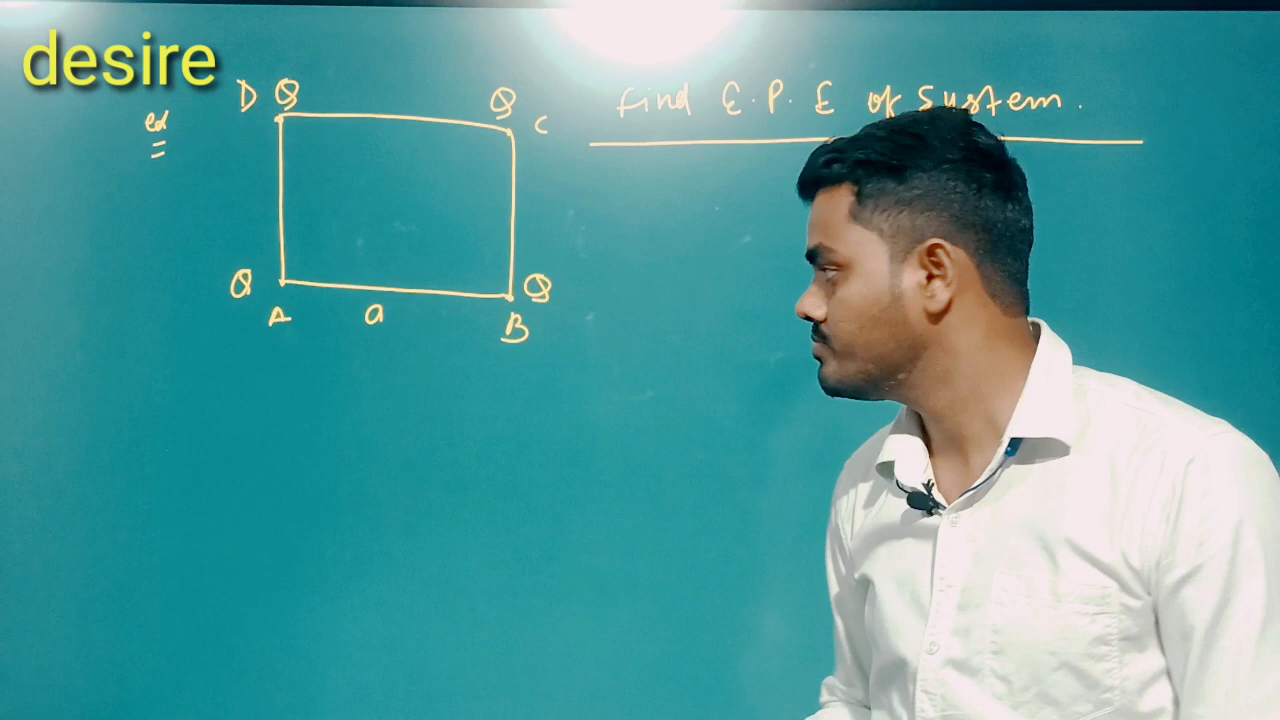 desire
D Q Q C
Find E.P.E of System.
Q Q
A a B